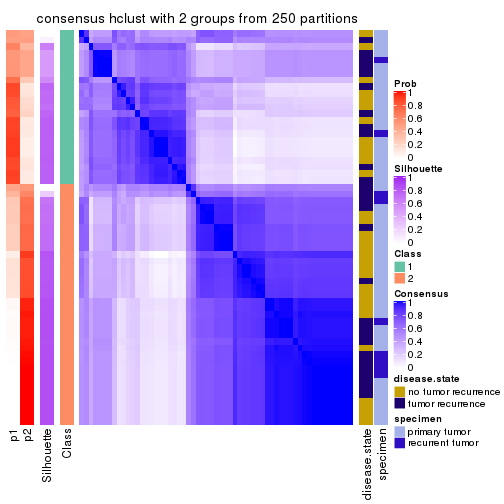 consensus hclust with 2 groups from 250 partitions
Prob
1
0.8
0.6
0.4
0.2
0
Silhouette
1
0.8
0.6
0.4
0.2
0
Class
1
2
Consensus
1
0.8
0.6
0.4
0.2
0
disease.state
no tumor recurrence
tumor recurrence
specimen
primary tumor
recurrent tumor
p1
p2
Silhouette
Class
disease.state
specimen